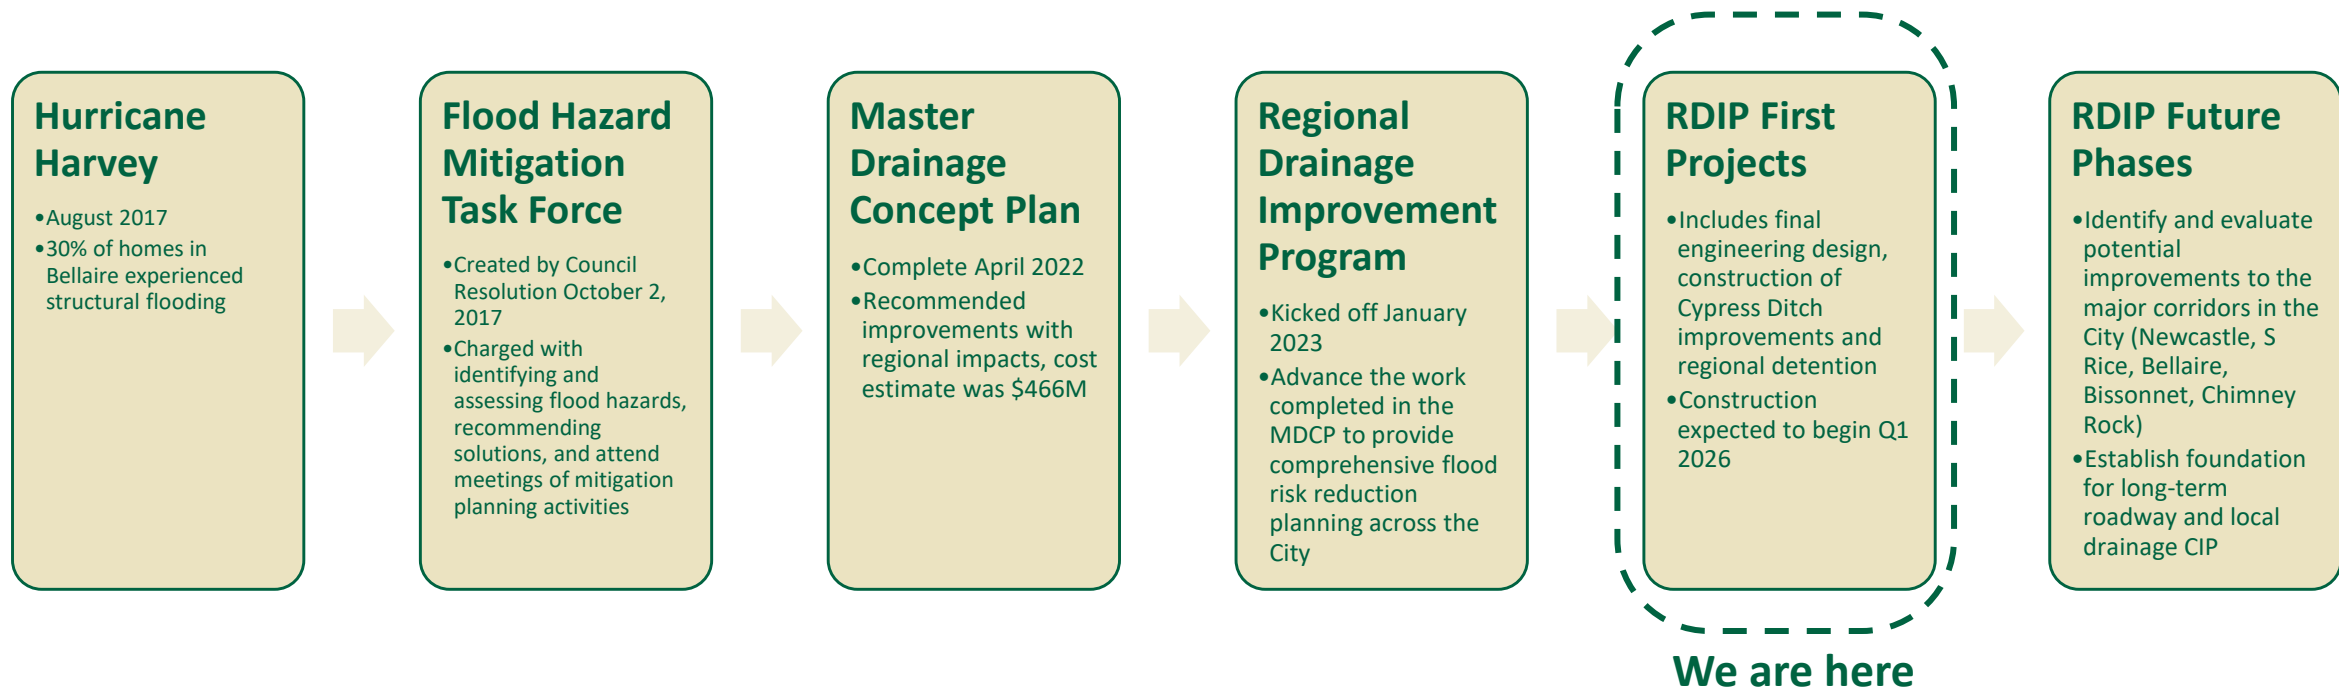 Hurricane
Harvey
•August 2017
•30% of homes in
Bellaire experienced
structural flooding
Flood Hazard
Mitigation
Task Force
•Created by Council
Resolution October 2,
2017
•Charged with
identifying and
assessing flood hazards,
recommending
solutions, and attend
meetings of mitigation
planning activities
Master
Drainage
Concept Plan
•Complete April 2022
•Recommended
improvements with
regional impacts, cost
estimate was $466M
Regional
Drainage
Improvement
Program
•Kicked off January
2023
•Advance the work
completed in the
MDCP to provide
comprehensive flood
risk reduction
planning across the
City
RDIP First
Projects
•Includes final
engineering design,
construction of
Cypress Ditch
improvements and
regional detention
•Construction
expected to begin Q1
2026
We are here
RDIP Future
Phases
•Identify and evaluate
potential
improvements to the
major corridors in the
City (Newcastle, S
Rice, Bellaire,
Bissonnet, Chimney
Rock)
•Establish foundation
for long-term
roadway and local
drainage CIP